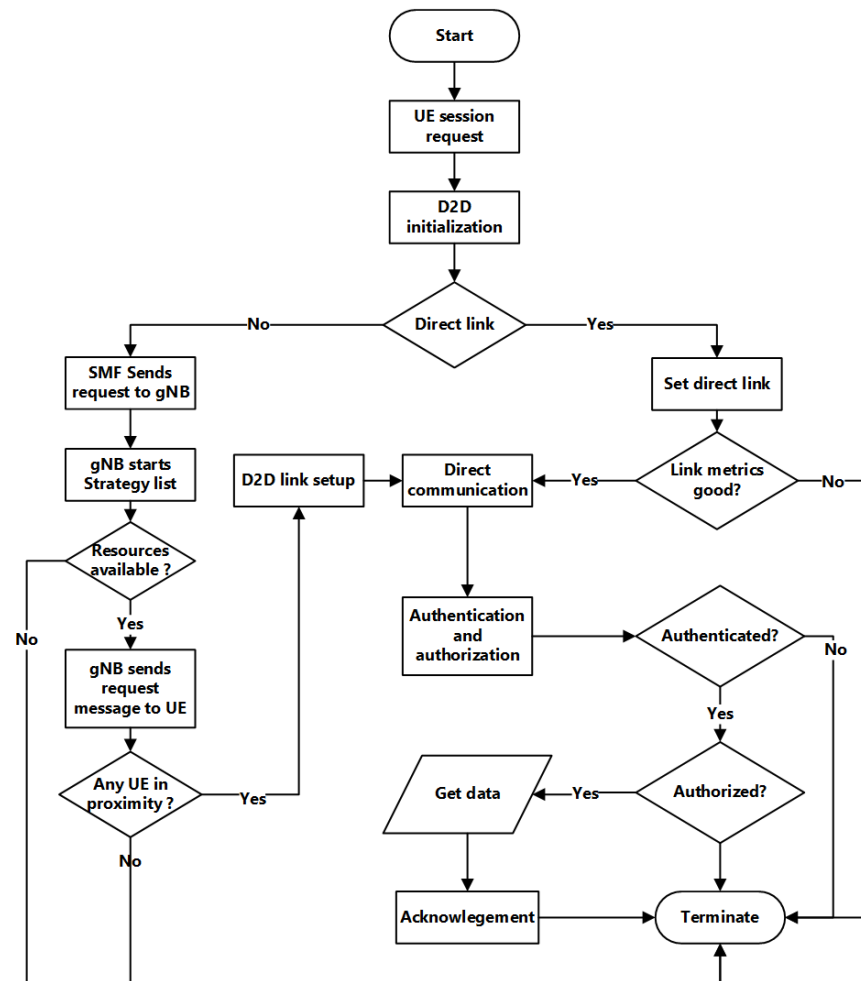 Start
UE session
request
D2D
initialization
Direct link
No
Yes
SMF Sends
request to gNB
Set direct link
gNB starts
Strategy list
D2D link setup
Direct
communication
Yes
Link metrics
good?
No
Resources
available ?
No
Yes
Authentication
and
authorization
Authenticated?
No
Yes
gNB sends
request
message to UE
Any UE in
proximity ?
Yes
No
Get data
Yes
Authorized?
Acknowlegement
Terminate